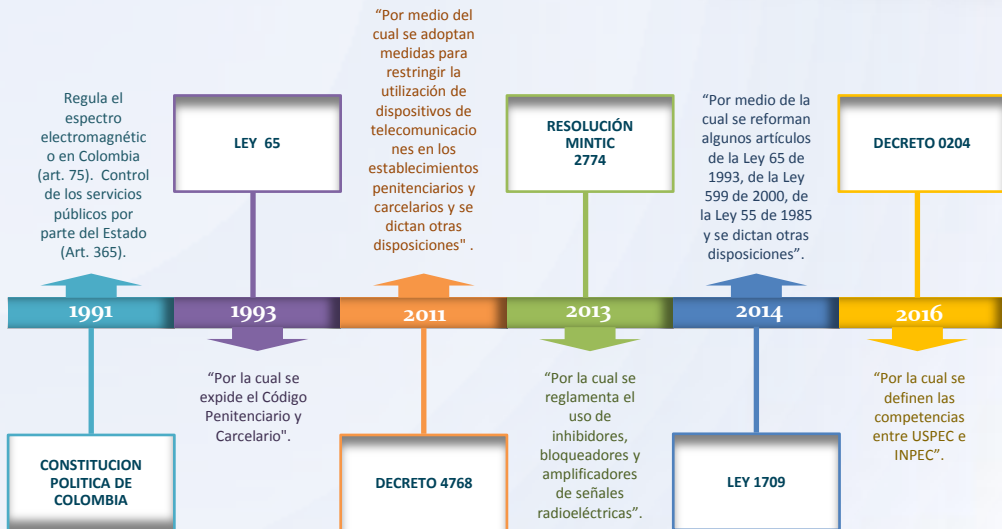 Regula el
espectro
electromagnétic
o en Colombia
(art. 75).  Control
de los servicios
públicos por
parte del Estado
(Art. 365).
1991
CONSTITUCION
POLITICA DE
COLOMBIA
LEY  65
1993
“Por la cual se
expide el Código
Penitenciario y
Carcelario".
“Por medio del
cual se adoptan
medidas para
restringir la
utilización de
dispositivos de
telecomunicacio
nes en los
establecimientos
penitenciarios y
carcelarios y se
dictan otras
disposiciones" .
2011
DECRETO 4768
RESOLUCIÓN
MINTIC
2774
2013
“Por la cual se
reglamenta el
uso de
inhibidores,
bloqueadores y
amplificadores
de señales
radioeléctricas”.
“Por medio de la
cual se reforman
algunos artículos
de la Ley 65 de
1993, de la Ley
599 de 2000, de
la Ley 55 de 1985
y se dictan otras
disposiciones”.
2014
LEY 1709
DECRETO 0204
2016
“Por la cual se
definen las
competencias
entre USPEC e
INPEC”.